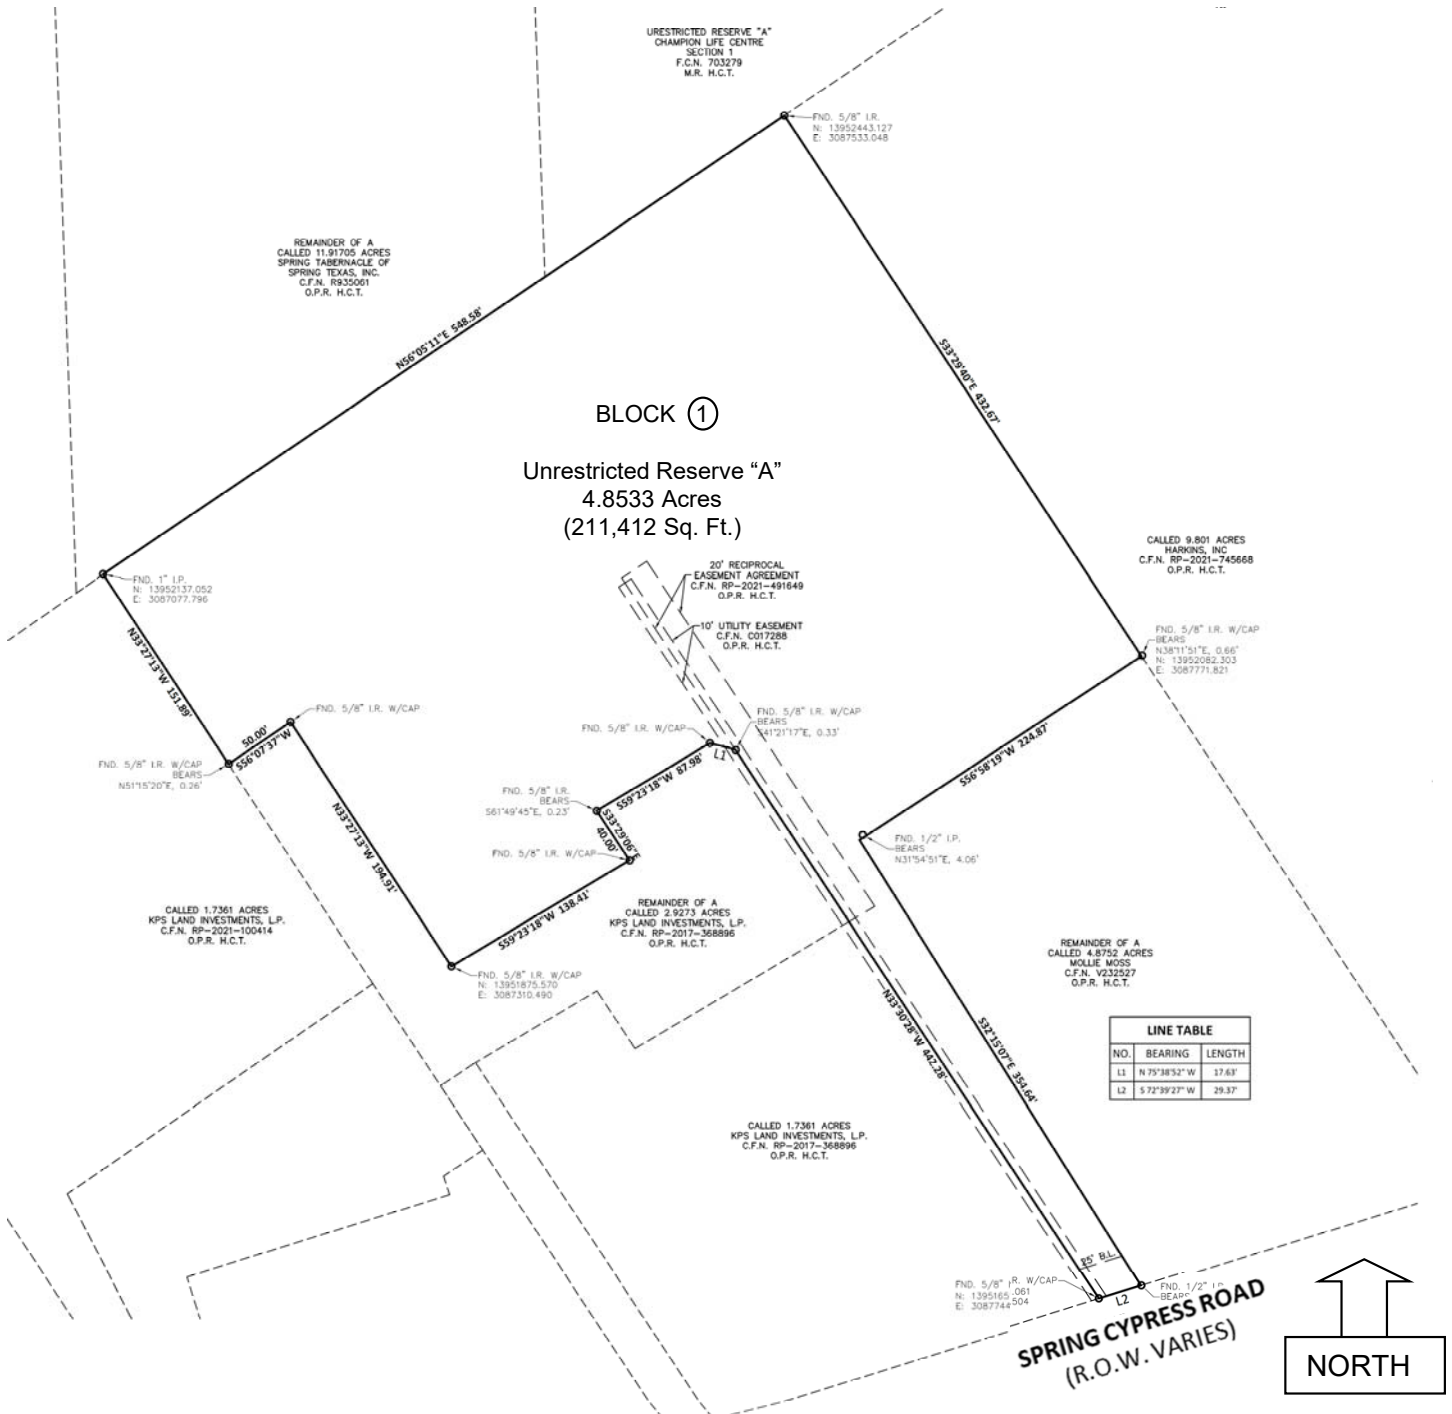 URESTRICTED RESERVE "A"
CHAMPION LIFE CENTRE
SECTION 1
F.C.N. 703279
M.R. H.C.T.
FND. 5/8" I.R.
N: 13952443.127
E: 3087533.048
REMAINDER OF A
CALLED 11.91705 ACRES
SPRING TABERNACLE OF
SPRING TEXAS, INC.
C.F.N. R935061
O.P.R. H.C.T.
N56°05'11"E 548.58'
S33°29'40"E 432.67'
BLOCK 1
Unrestricted Reserve “A”
4.8533 Acres
(211,412 Sq. Ft.)
CALLED 9.801 ACRES
HARKINS, INC
C.F.N. RP-2021-745668
O.P.R. H.C.T.
20' RECIPROCAL
EASEMENT AGREEMENT
C.F.N. RP-2021-491649
O.P.R. H.C.T.
10' UTILITY EASEMENT
C.F.N. C017288
O.P.R. H.C.T.
FND. 1" I.P.
N: 13952137.052
E: 3087077.796
FND. 5/8" I.R. W/CAP
BEARS
N38°11'51"E, 0.66'
N: 13952082.303
E: 3087771.821
N33°27'13"W 151.89'
FND. 5/8" I.R. W/CAP
50.00'
S56°07'37"W
FND. 5/8" I.R. W/CAP
BEARS
N51°15'20"E, 0.26'
FND. 5/8" I.R. W/CAP
FND. 5/8" I.R. W/CAP
BEARS
S41°21'17"E, 0.33'
L1
S59°23'18"W 87.98'
S56°58'19"W 224.87'
FND. 5/8" I.R.
BEARS
S61°49'45"E, 0.23'
S33°29'06"E
40.00'
FND. 5/8" I.R. W/CAP
FND. 1/2" I.P.
BEARS
N31°54'51"E, 4.06'
N33°27'13"W 194.91'
S59°23'18"W 138.41'
CALLED 1.7361 ACRES
KPS LAND INVESTMENTS, L.P.
C.F.N. RP-2021-100414
O.P.R. H.C.T.
REMAINDER OF A
CALLED 2.9273 ACRES
KPS LAND INVESTMENTS, L.P.
C.F.N. RP-2017-368896
O.P.R. H.C.T.
REMAINDER OF A
CALLED 4.8752 ACRES
MOLLIE MOSS
C.F.N. V232527
O.P.R. H.C.T.
FND. 5/8" I.R. W/CAP
N: 13951875.570
E: 3087310.490
N33°30'28"W 447.28'
S32°15'07"E 354.64'
LINE TABLE
NO. BEARING LENGTH
L1 N 75°38'52" W 17.63'
L2 S 72°39'27" W 29.37'
CALLED 1.7361 ACRES
KPS LAND INVESTMENTS, L.P.
C.F.N. RP-2017-368896
O.P.R. H.C.T.
25' B.L.
FND. 5/8" R. W/CAP
N: 1395165 .061
E: 3087744 504
L2
FND. 1/2" I.P.
BEARS
SPRING CYPRESS ROAD
(R.O.W. VARIES)
NORTH